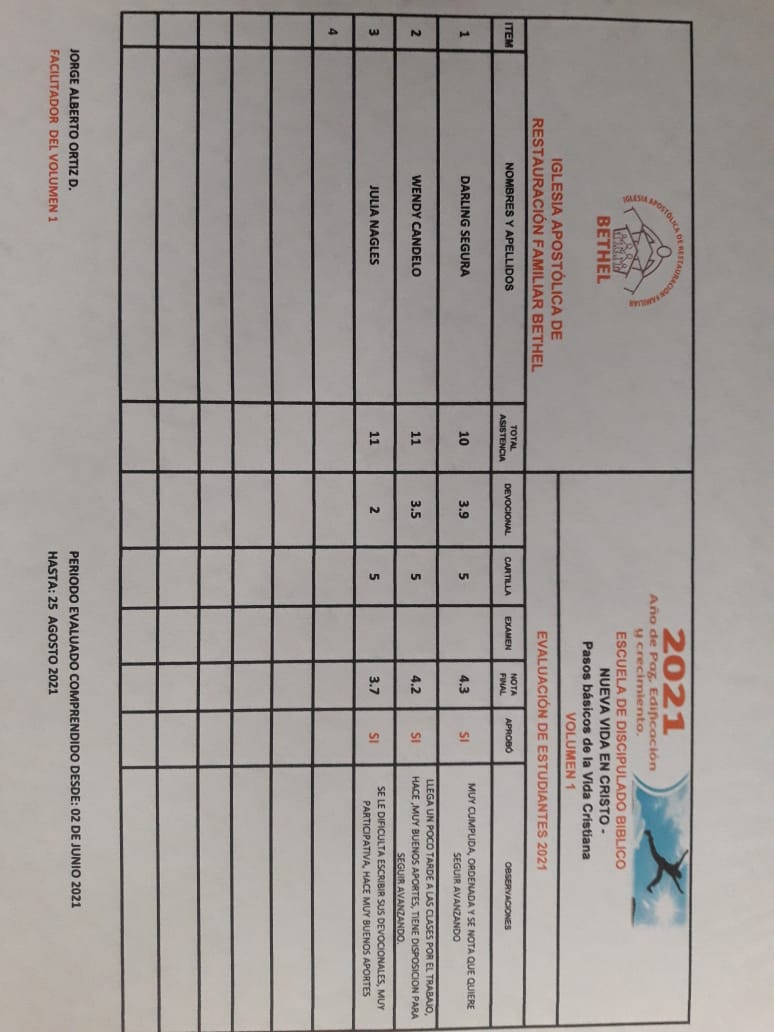 IGLESIA APOSTÓLICA DE RESTAURACIÓN FAMILIAR
BETHEL
IGLESIA APOSTÓLICA DE
RESTAURACIÓN FAMILIAR BETHEL
2021
Año de Paz, Edificación
y crecimiento.
ESCUELA DE DISCIPULADO BIBLICO
NUEVA VIDA EN CRISTO -
Pasos básicos de la Vida Cristiana
VOLUMEN 1
EVALUACIÓN DE ESTUDIANTES 2021
ITEM NOMBRES Y APELLIDOS TOTAL ASISTENCIA DEVOCIONAL CARTILLA EXAMEN NOTA FINAL APROBÓ OBSERVACIONES
1 DARLING SEGURA 10 3.9 5 4.3 SI MUY CUMPLIDA, ORDENADA Y SE NOTA QUE QUIERE
SEGUIR AVANZANDO
2 WENDY CANDELO 11 3.5 5 4.2 SI LLEGA UN POCO TARDE A LAS CLASES POR EL TRABAJO,
HACE ,MUY BUENOS APORTES, TIENE DISPOSICION PARA
SEGUIR AVANZANDO.
3 JULIA NAGLES 11 2 5 3.7 SI SE LE DIFICULTA ESCRIBIR SUS DEVOCIONALES, MUY
PARTICIPATIVA, HACE MUY BUENOS APORTES
4
JORGE ALBERTO ORTIZ D.
FACILITADOR DEL VOLUMEN 1
PERIODO EVALUADO COMPRENDIDO DESDE: 02 DE JUNIO 2021
HASTA: 25 AGOSTO 2021